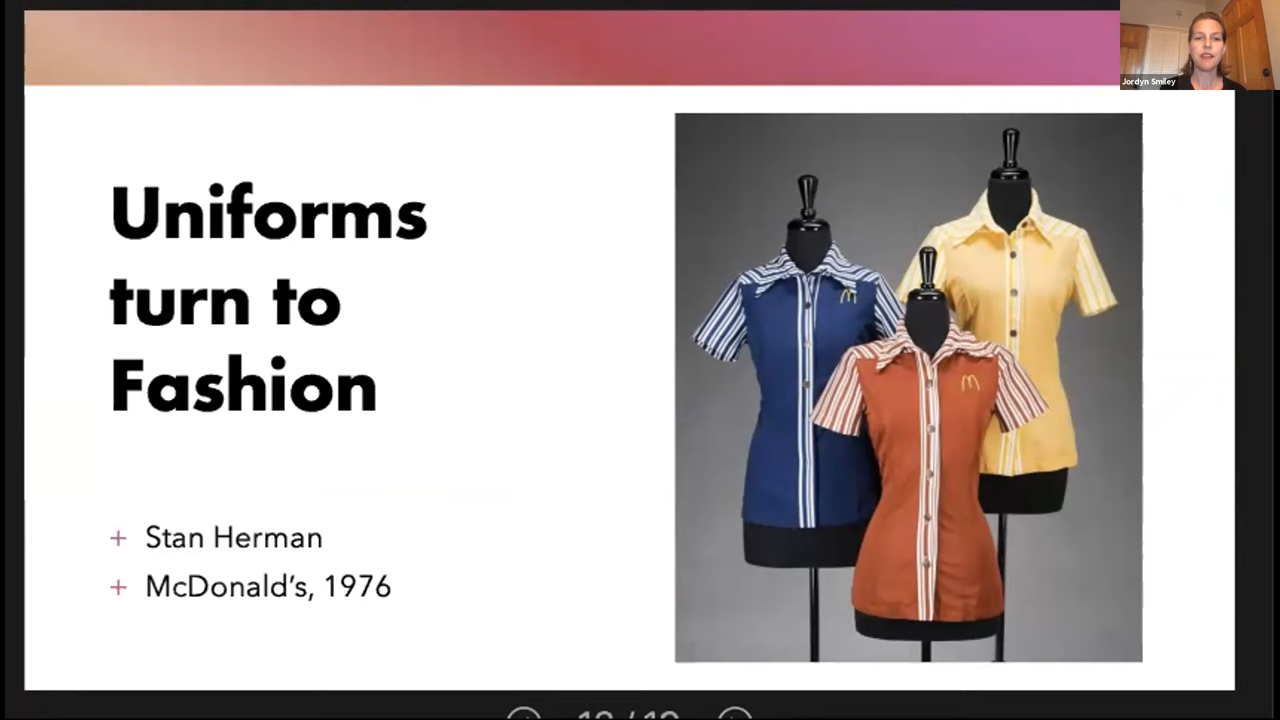 Jordyn Smiley
Uniforms
turn to
Fashion
+ Stan Herman
+ McDonald's, 1976